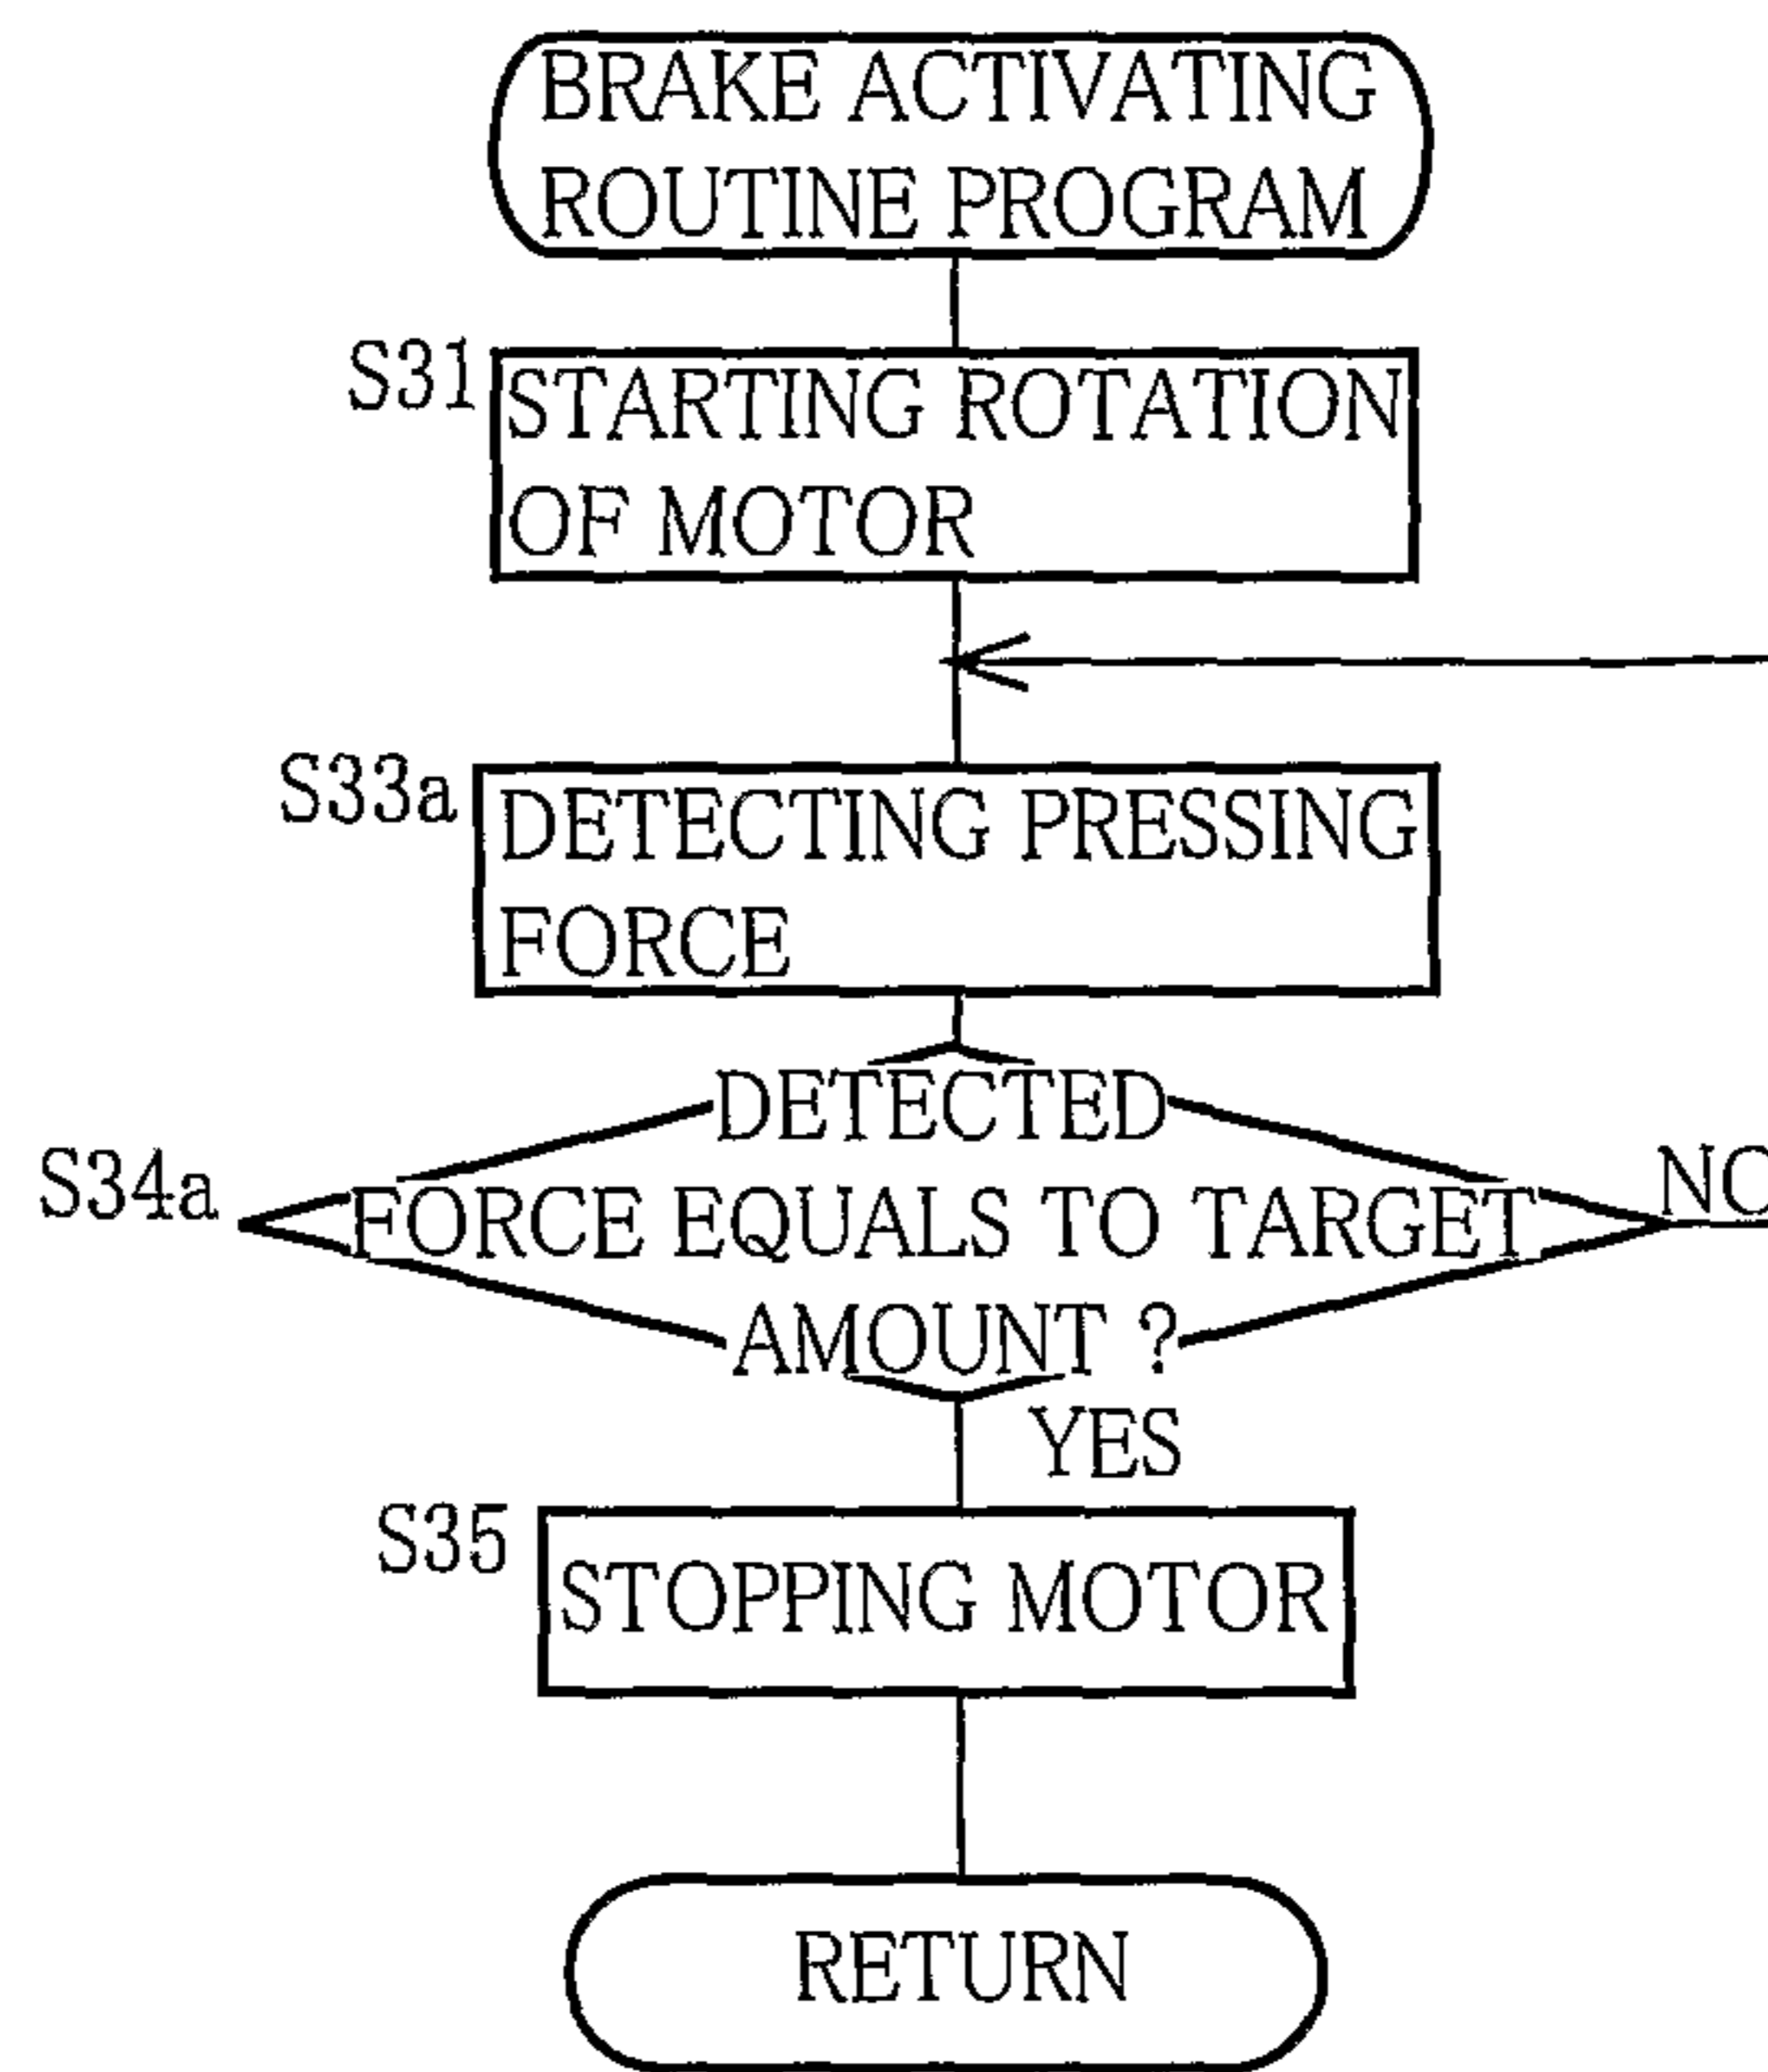 BRAKE ACTIVATING
ROUTINE PROGRAM
S31
STARTING ROTATION
OF MOTOR
S33a
DETECTING PRESSING
FORCE
DETECTED
S34a
FORCE EQUALS TO TARGET
NO
AMOUNT ?
YES
S35
STOPPING MOTOR
RETURN